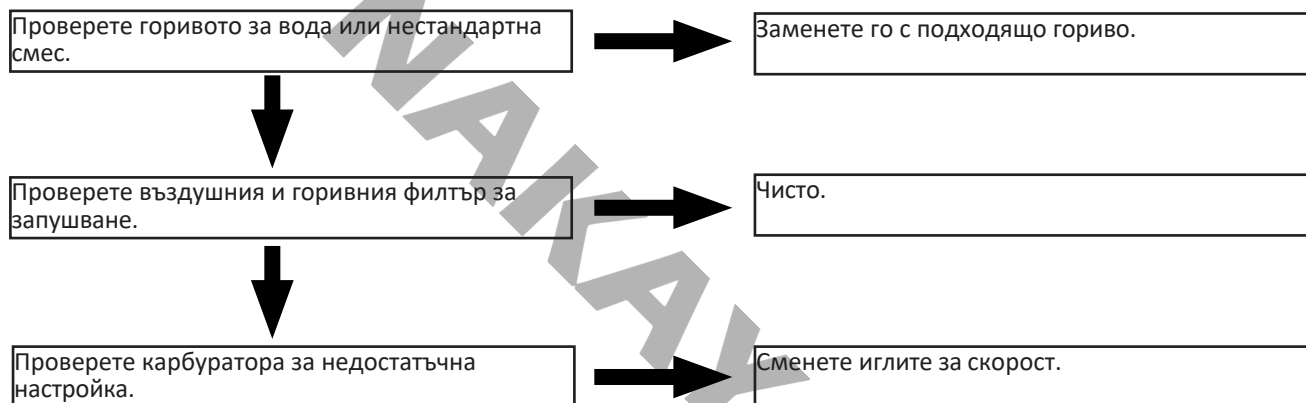 Проверете горивото за вода или нестандартна
смес.
Заменете го с подходящо гориво.
Проверете въздушния и горивния филтър за
запушване.
Чисто.
Проверете карбуратора за недостатъчна
настройка.
Сменете иглите за скорост.
NAKAY